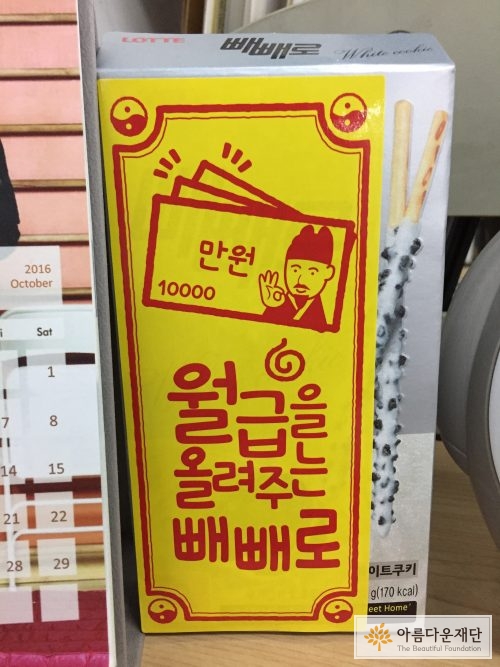 LOTTE 빼빼로 White cookie
만원
10000
월급을
올려주는
빼빼로
2016
October
Sat
1
7 8
14 15
21 22
28 29
이트쿠키
g(170 kcal)
eet Home'
아름다운재단
The Beautiful Foundation